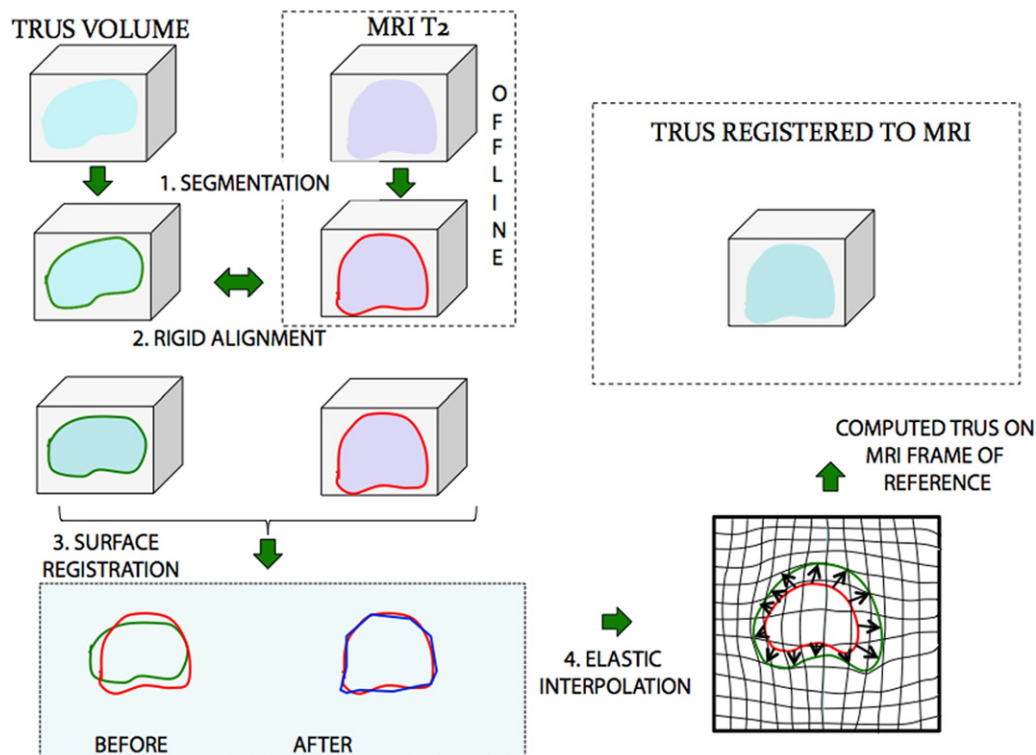 TRUS VOLUME
MRI T2
OFFLINE
1. SEGMENTATION
2. RIGID ALIGNMENT
3. SURFACE
REGISTRATION
BEFORE
AFTER
4. ELASTIC
INTERPOLATION
COMPUTED TRUS ON
MRI FRAME OF
REFERENCE
TRUS REGISTERED TO MRI